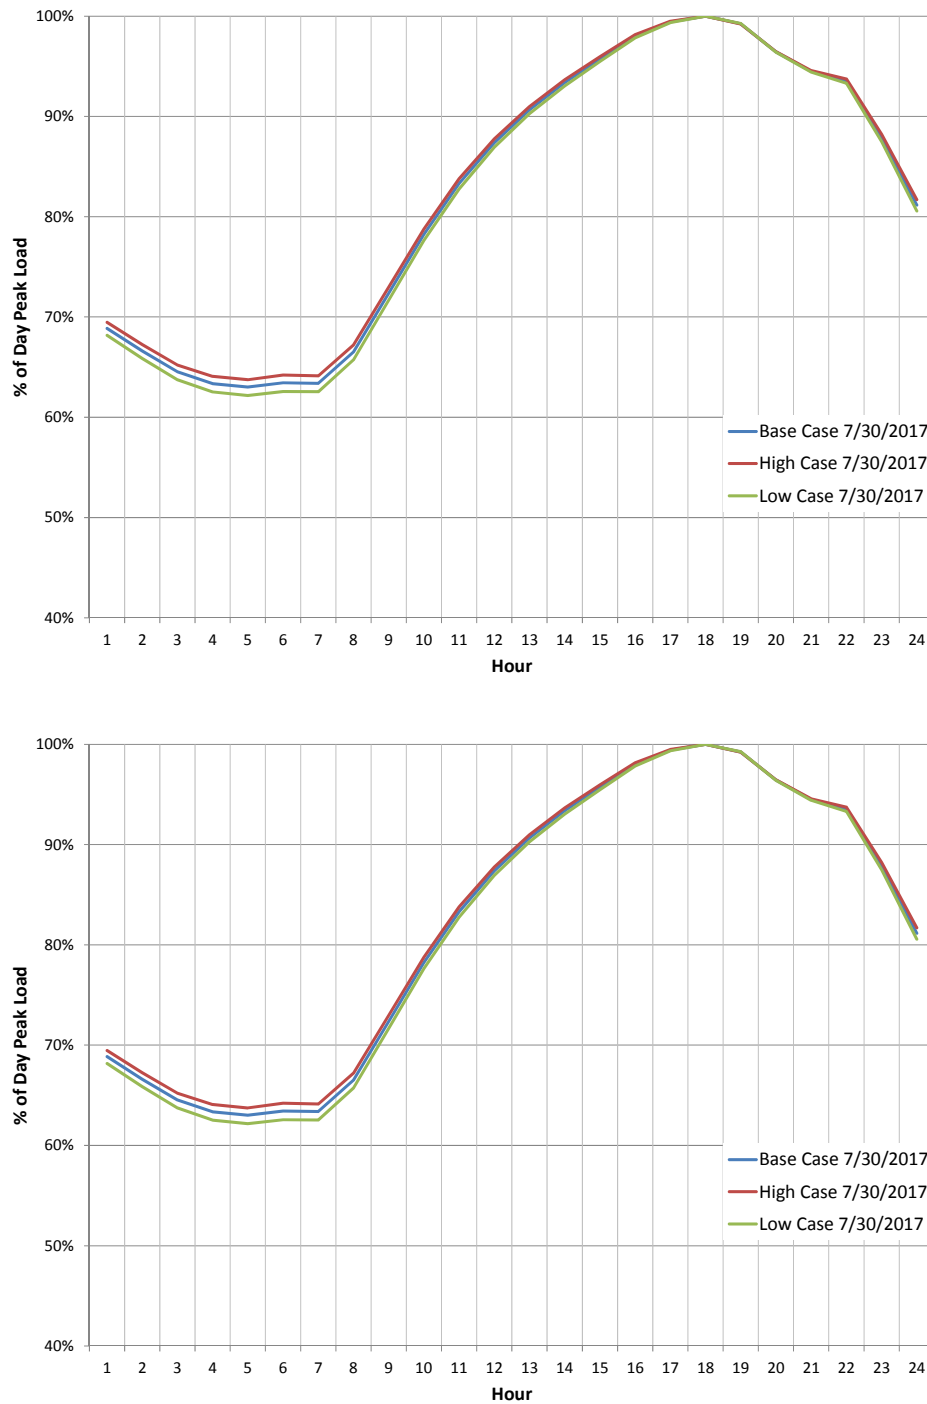 100%
90%
80%
70%
60%
50%
40%
% of Day Peak Load
Base Case 7/30/2017
High Case 7/30/2017
Low Case 7/30/2017
1 2 3 4 5 6 7 8 9 10 11 12 13 14 15 16 17 18 19 20 21 22 23 24
Hour
100%
90%
80%
70%
60%
50%
40%
% of Day Peak Load
Base Case 7/30/2017
High Case 7/30/2017
Low Case 7/30/2017
1 2 3 4 5 6 7 8 9 10 11 12 13 14 15 16 17 18 19 20 21 22 23 24
Hour